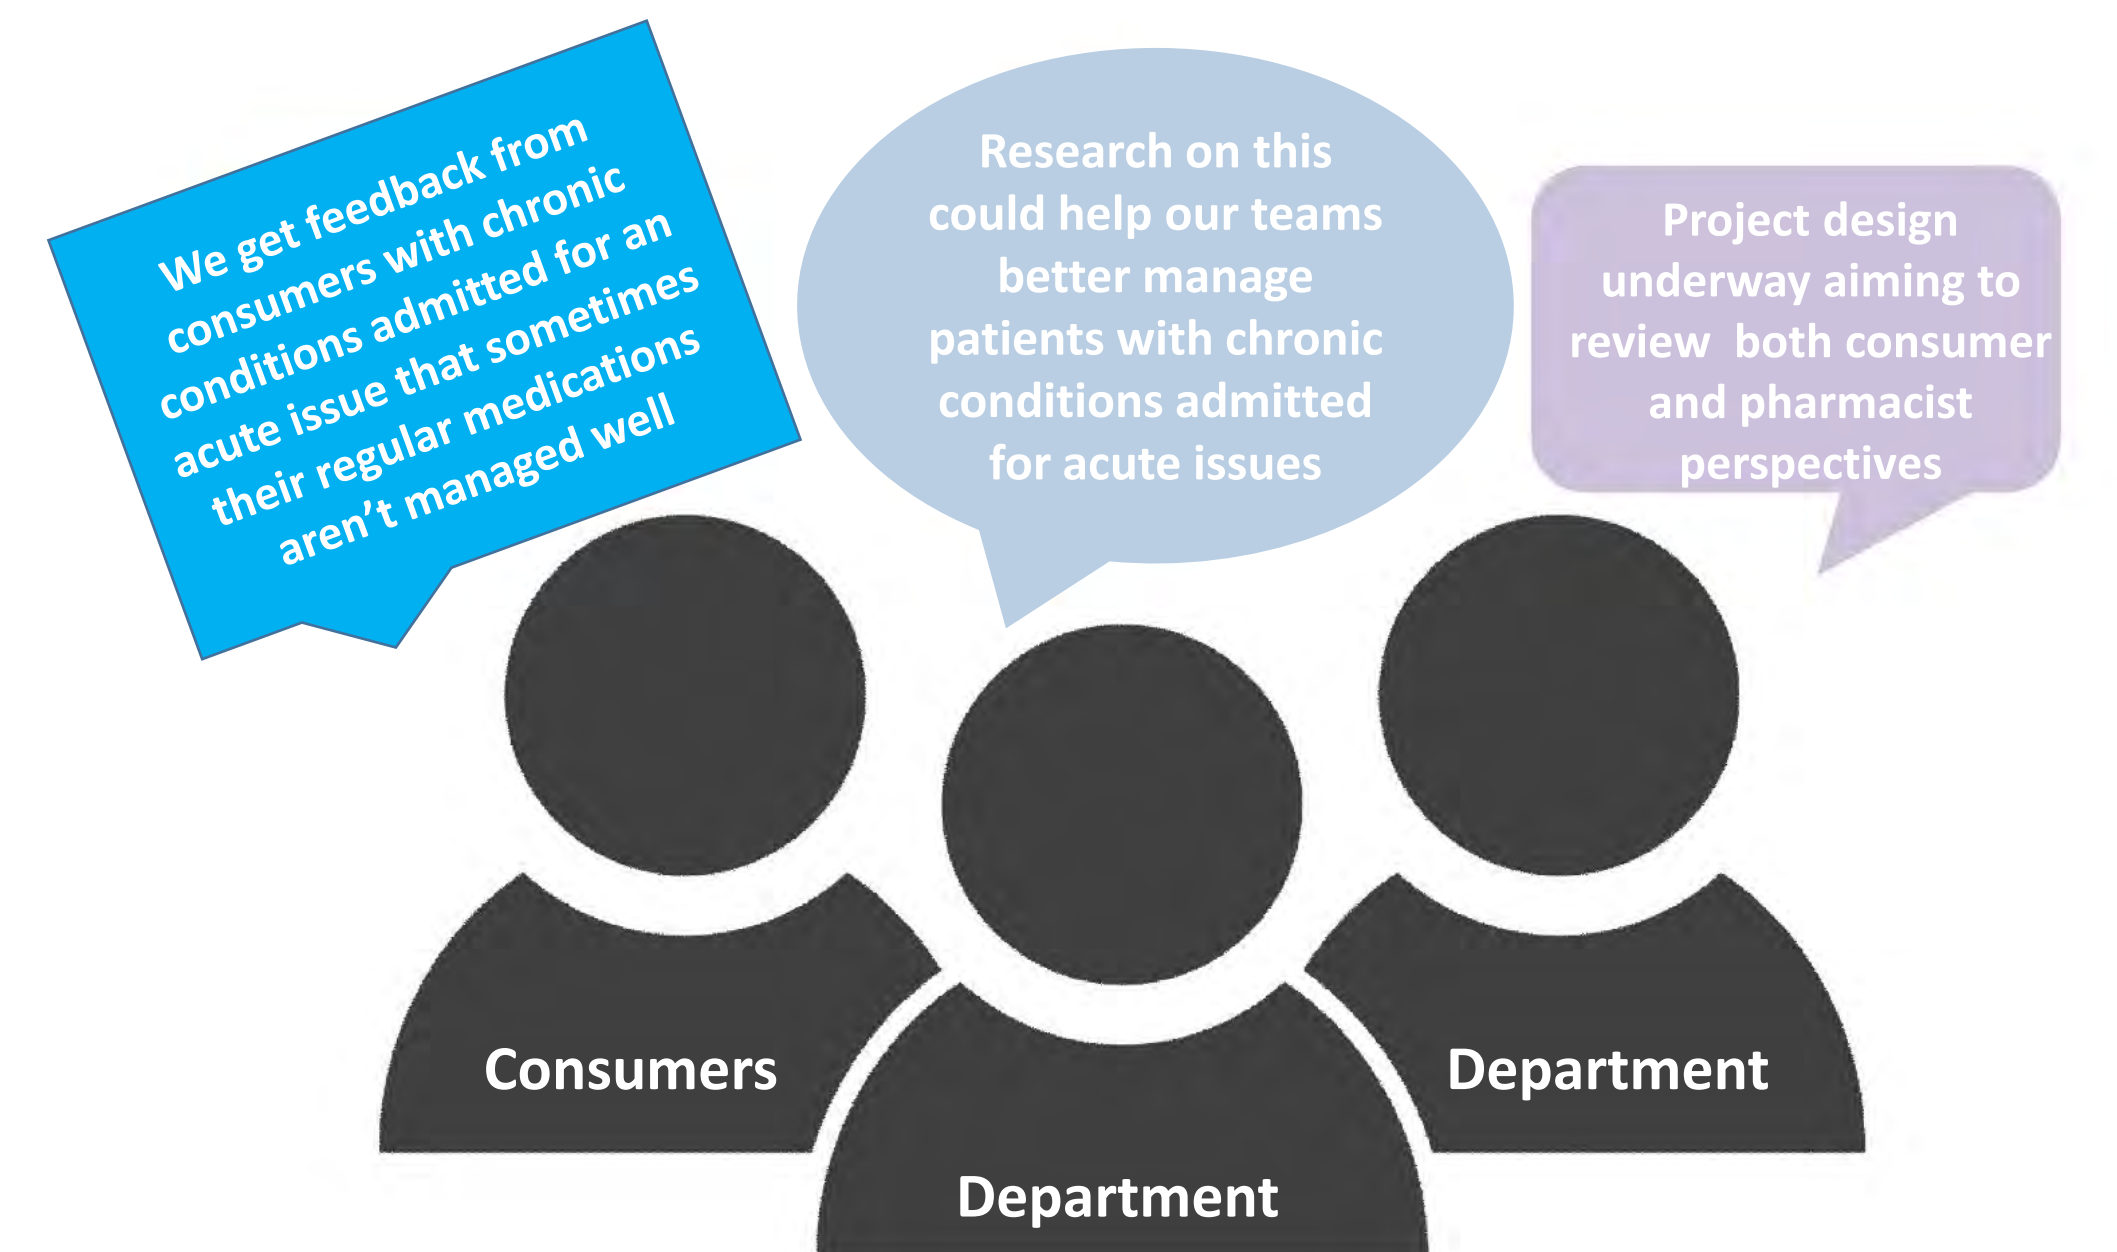 We get feedback from
consumers with chronic
conditions admitted for an
acute issue that sometimes
their regular medications
aren’t managed well
Research on this
could help our teams
better manage
patients with chronic
conditions admitted
for acute issues
Project design
underway aiming to
review  both consumer
and pharmacist
perspectives
Consumers
Department
Department